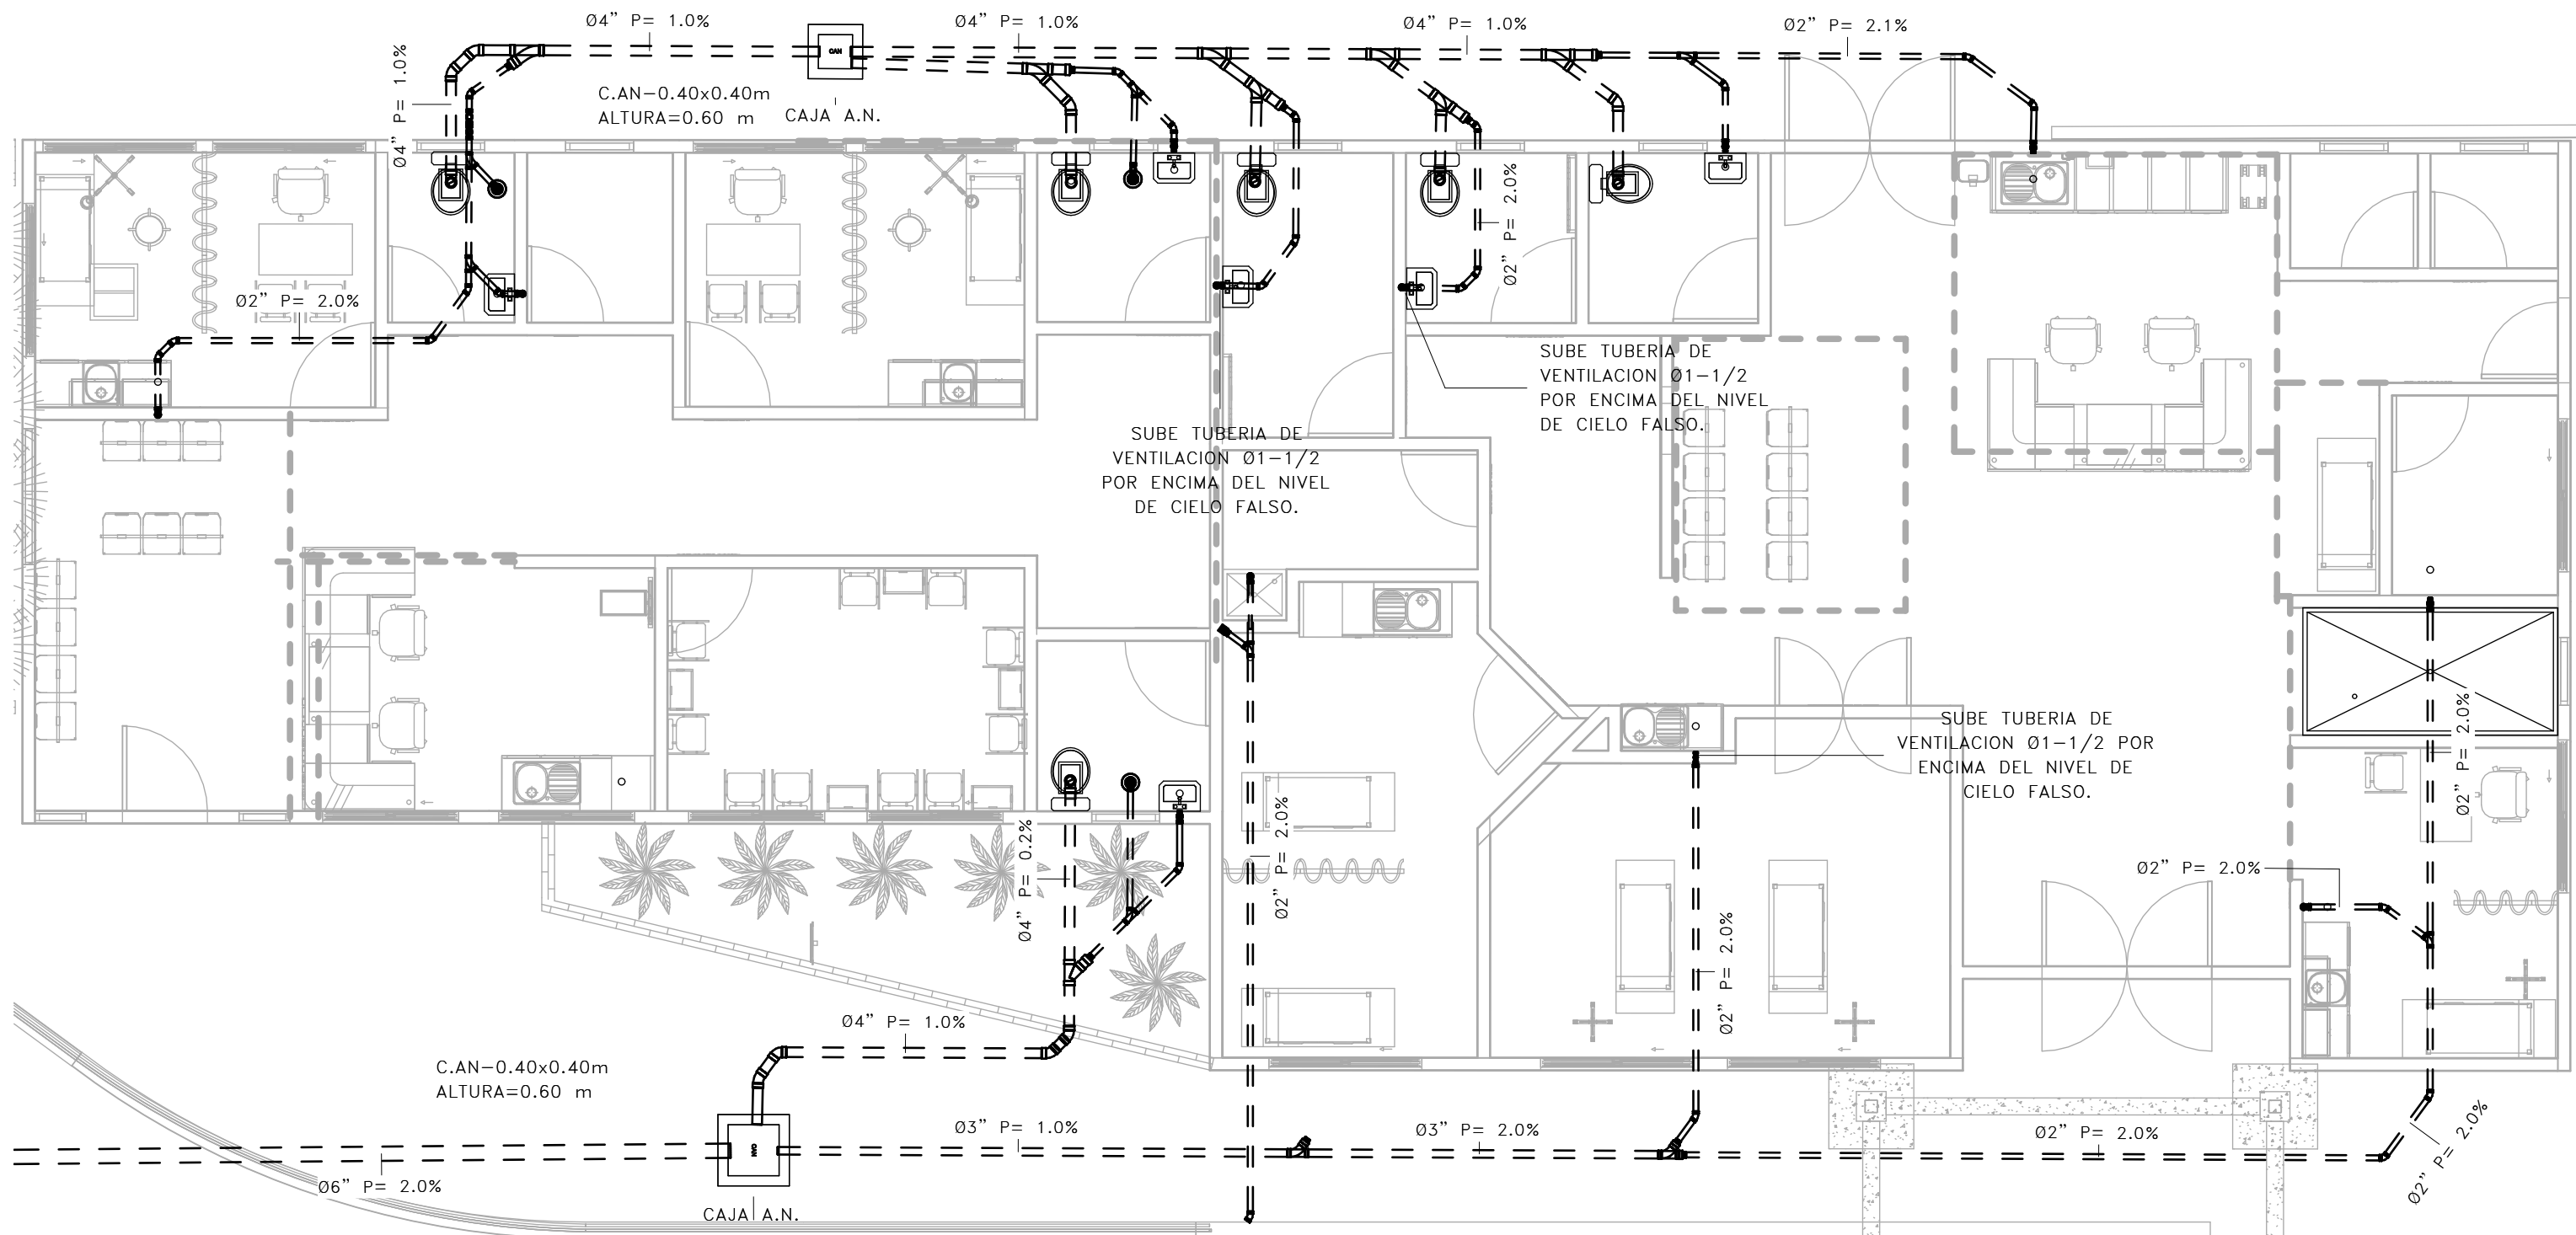 Ø4” P= 1.0%
Ø4” P= 1.0%
Ø4” P= 1.0%
Ø2” P= 2.1%
Ø4” P= 1.0%
C.AN-0.40x0.40m
ALTURA=0.60 m
CAN
CAJA A.N.
Ø2” P= 2.0%
Ø2” P= 2.0%
SUBE TUBERIA DE
VENTILACION Ø1-1/2
POR ENCIMA DEL NIVEL
DE CIELO FALSO.
SUBE TUBERIA DE
VENTILACION Ø1-1/2
POR ENCIMA DEL NIVEL
DE CIELO FALSO.
SUBE TUBERIA DE
VENTILACION Ø1-1/2 POR
ENCIMA DEL NIVEL DE
CIELO FALSO.
Ø2” P= 2.0%
Ø4” P= 0.2%
Ø2” P= 2.0%
Ø2” P= 2.0%
Ø2” P= 2.0%
Ø4” P= 1.0%
C.AN-0.40x0.40m
ALTURA=0.60 m
CAN
Ø3” P= 1.0%
Ø3” P= 2.0%
Ø2” P= 2.0%
Ø2” P= 2.0%
Ø6” P= 2.0%
CAJA A.N.